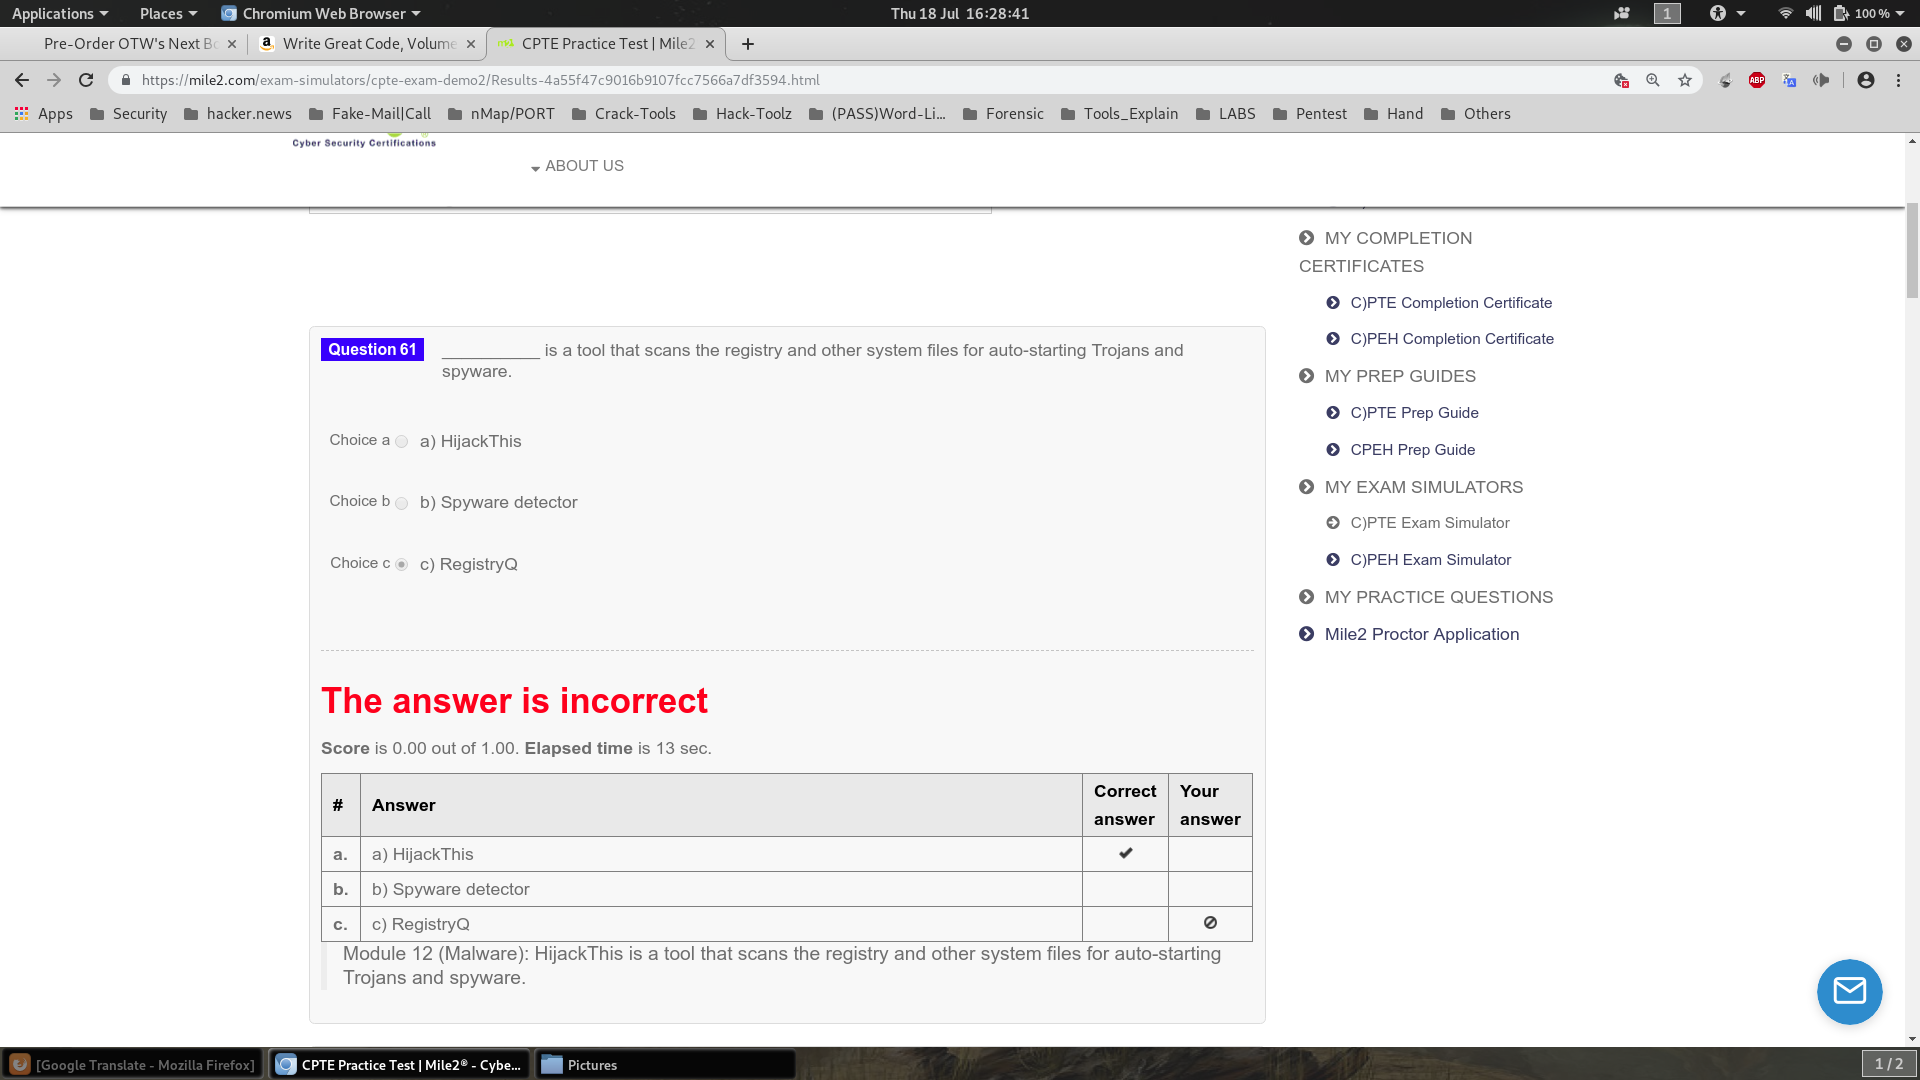 Applications Places Chromium Web Browser Thu 18 Jul 16:28:41 1 100 %
Pre-Order OTW's Next Bo Write Great Code, Volume CPTE Practice Test | Mile2
https://mile2.com/exam-simulators/cpte-exam-demo2/Results-4a55f47c9016b9107fcc7566a7df3594.html ABP
Apps Security hacker.news Fake-Mail|Call nMap/PORT Crack-Tools Hack-Toolz (PASS)Word-Li... Forensic Tools_Explain LABS Pentest Hand Others
Cyber Security Certifications
ABOUT US
Question 61 ___________ is a tool that scans the registry and other system files for auto-starting Trojans and
spyware.
Choice a a) HijackThis
Choice b b) Spyware detector
Choice c c) RegistryQ
The answer is incorrect
Score is 0.00 out of 1.00. Elapsed time is 13 sec.
# Answer Correct answer Your answer
a. a) HijackThis
b. b) Spyware detector
c. c) RegistryQ
Module 12 (Malware): HijackThis is a tool that scans the registry and other system files for auto-starting
Trojans and spyware.
MY COMPLETION
CERTIFICATES
C)PTE Completion Certificate
C)PEH Completion Certificate
MY PREP GUIDES
C)PTE Prep Guide
CPEH Prep Guide
MY EXAM SIMULATORS
C)PTE Exam Simulator
C)PEH Exam Simulator
MY PRACTICE QUESTIONS
Mile2 Proctor Application
[Google Translate - Mozilla Firefox] CPTE Practice Test | Mile2® - Cybe... Pictures 1 / 2